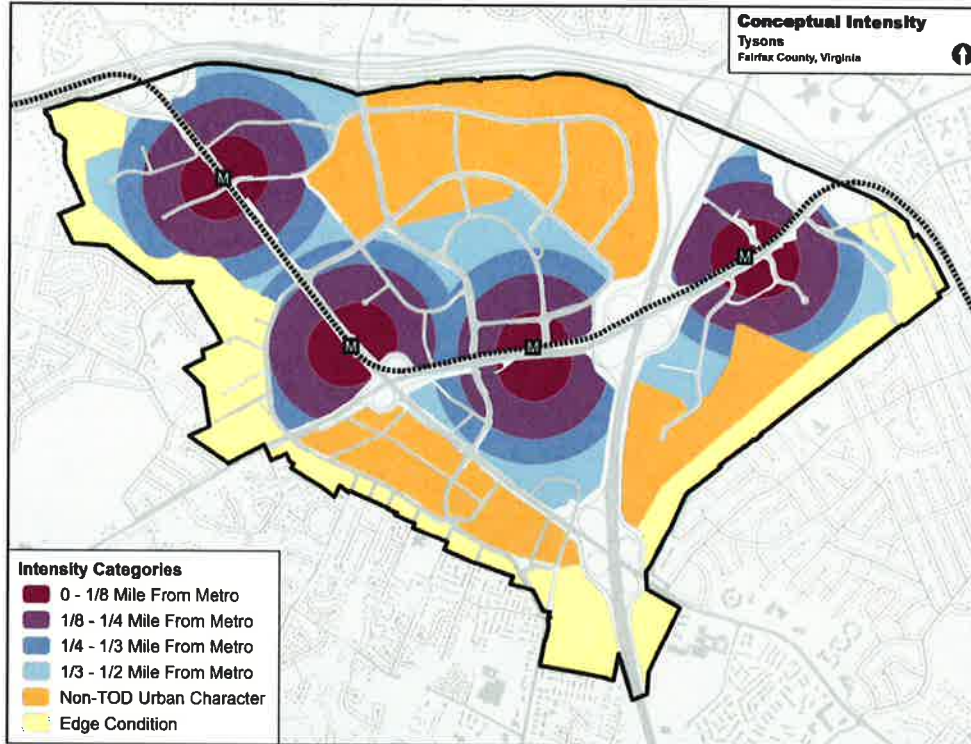 Conceptual Intensity
Tysons
Fairfax County, Virginia
M
M
M
M
Intensity Categories
0 - 1/8 Mile From Metro
1/8 - 1/4 Mile From Metro
1/4 - 1/3 Mile From Metro
1/3 - 1/2 Mile From Metro
Non-TOD Urban Character
Edge Condition